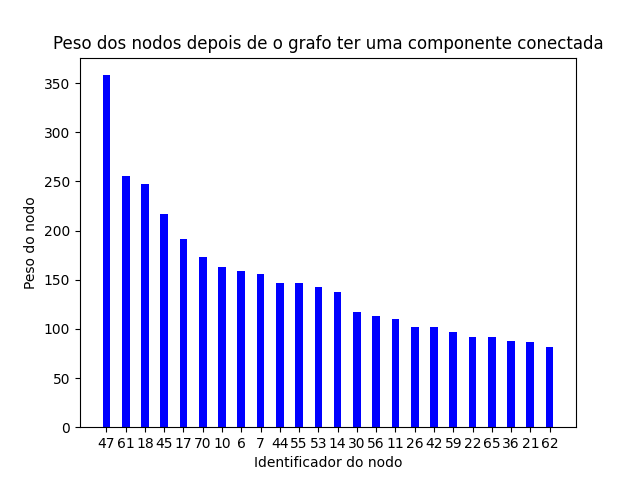 Peso dos nodos depois de o grafo ter uma componente conectada
Peso do nodo
350
300
250
200
150
100
50
0
47 61 18 45 17 70 10 6 7 44 55 53 14 30 56 11 26 42 59 22 65 36 21 62
Identificador do nodo